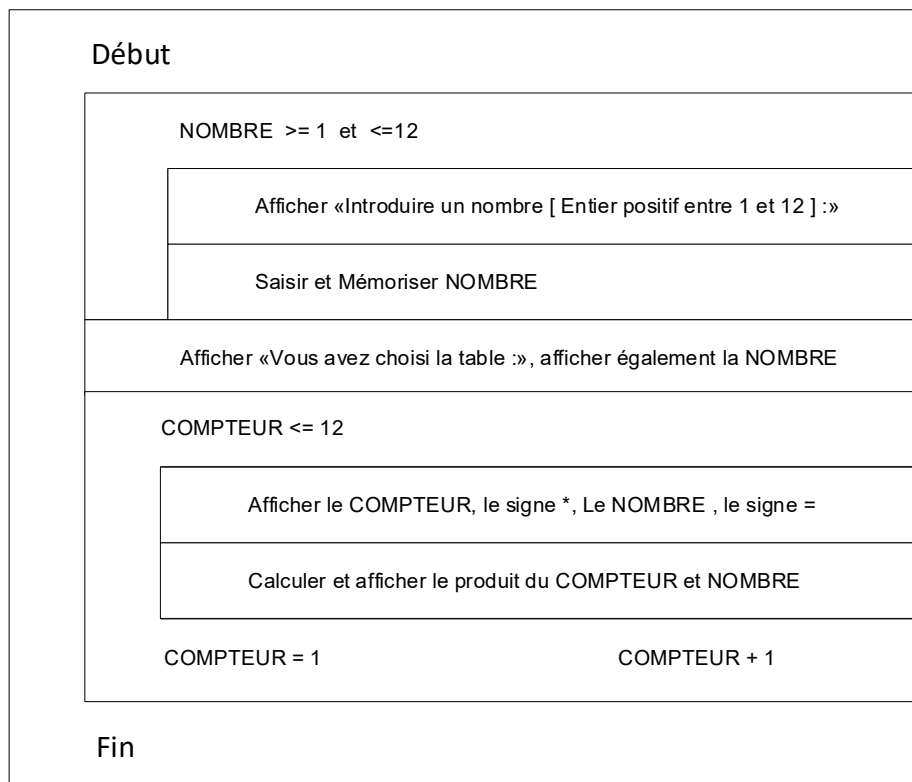 Début
NOMBRE >= 1 et <=12
Afficher «Introduire un nombre [ Entier positif entre 1 et 12 ] :»
Saisir et Mémoriser NOMBRE
Afficher «Vous avez choisi la table :», afficher également la NOMBRE
COMPTEUR <= 12
Afficher le COMPTEUR, le signe *, Le NOMBRE , le signe =
Calculer et afficher le produit du COMPTEUR et NOMBRE
COMPTEUR = 1 COMPTEUR + 1
Fin